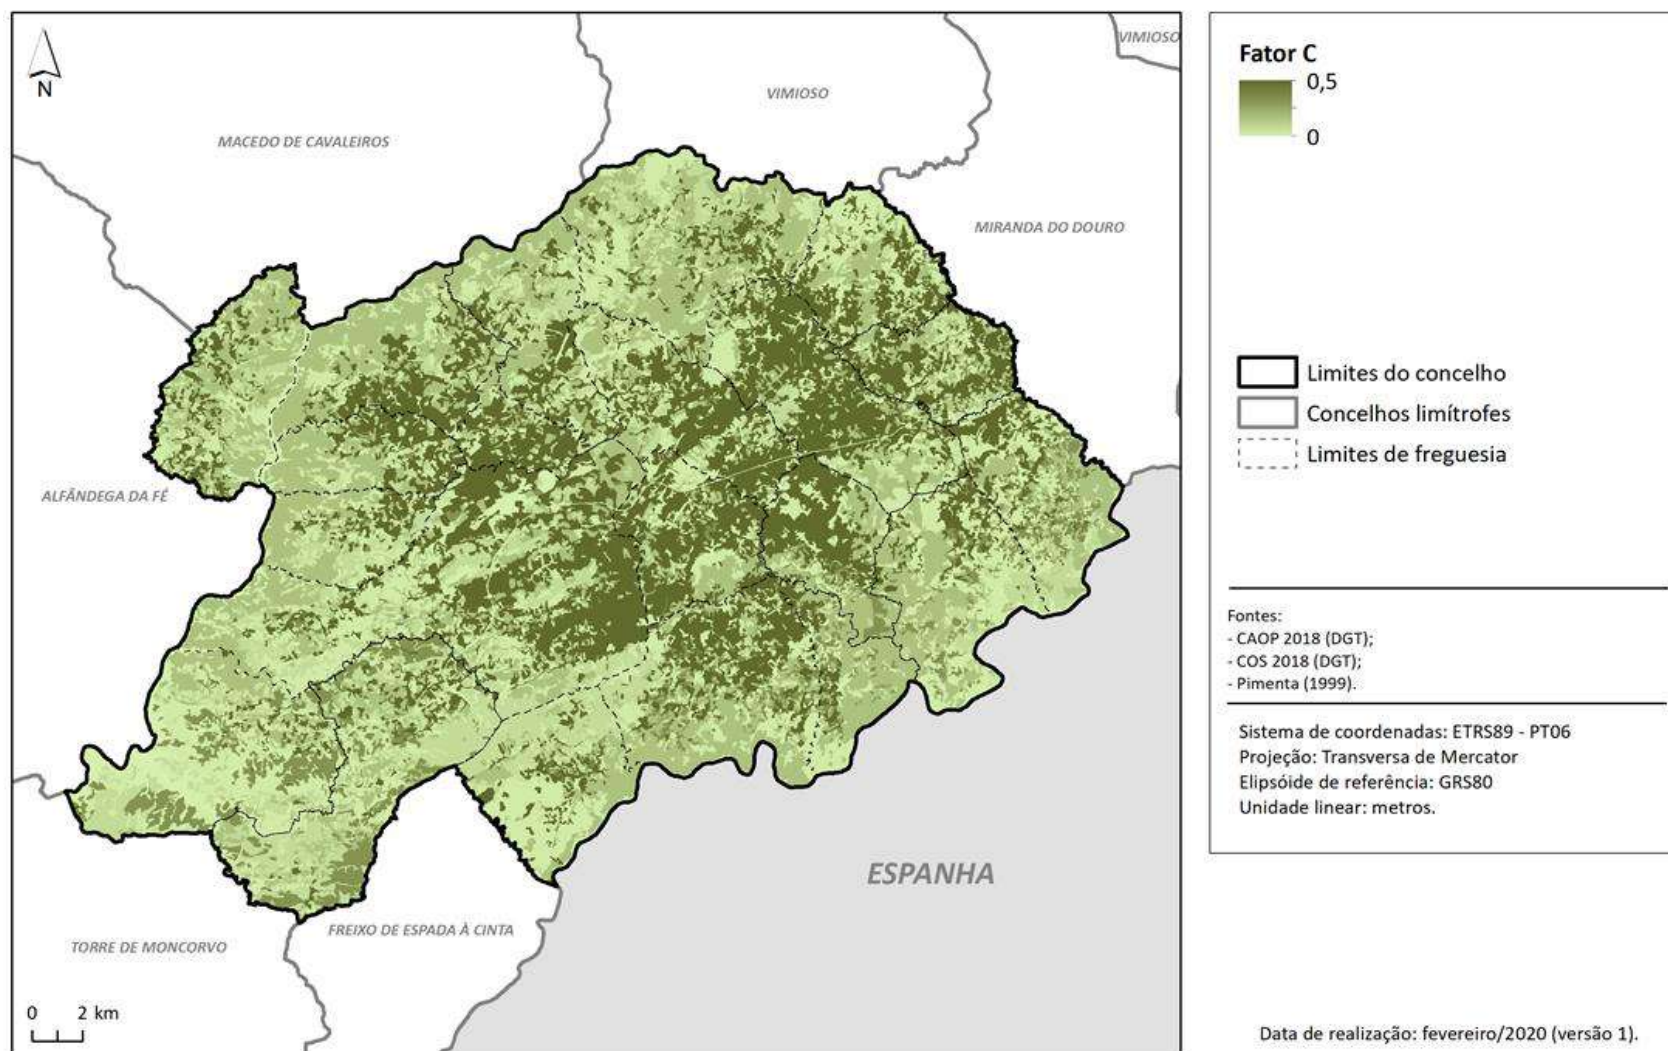 VIMIOSO
VIMIOSO
MACEDO DE CAVALEIROS
MIRANDA DO DOURO
ALFÂNDEGA DA FÉ
ESPANHA
FREIXO DE ESPADA À CINTA
TORRE DE MONCORVO
N
0 2 km
Fator C
0,5
0
Limites do concelho
Concelhos limítrofes
Limites de freguesia
Fontes:
- CAOP 2018 (DGT);
- COS 2018 (DGT);
- Pimenta (1999).
Sistema de coordenadas: ETRS89 - PT06
Projeção: Transversa de Mercator
Elipsóide de referência: GRS80
Unidade linear: metros.
Data de realização: fevereiro/2020 (versão 1).